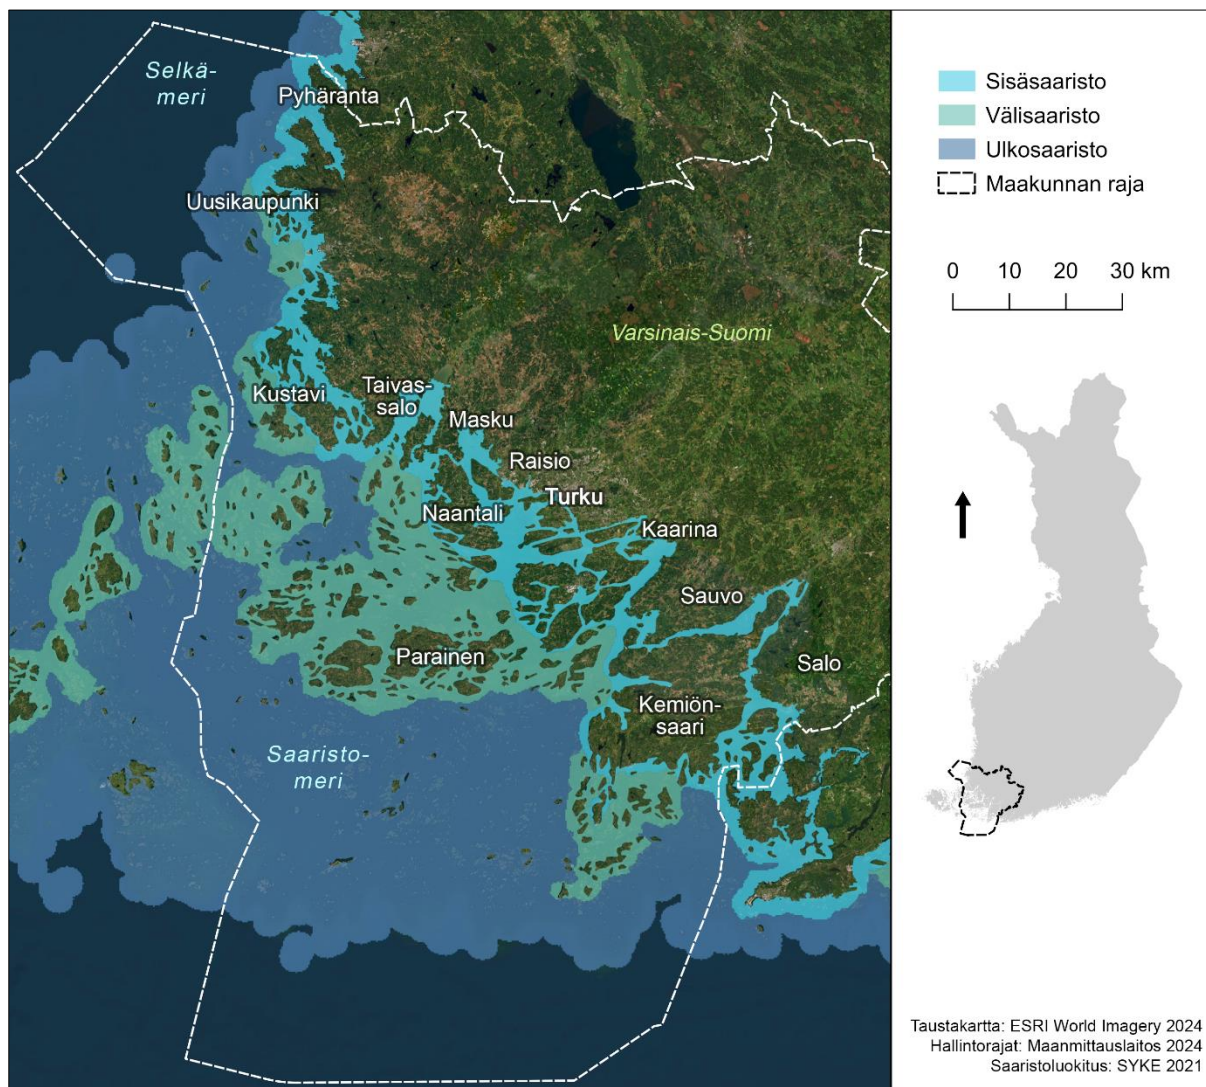 Selkä-
meri
Pyhäranta
Uusikaupunki
Varsinais-Suomi
Kustavi
Taivas-
salo
Masku
Raisio
Turku
Naantali
Kaarina
Sauvo
Parainen
Salo
Kemiön-
saari
Saaristo-
meri
Sisäsaaristo
Välisaaristo
Ulkosaaristo
Maakunnan raja
0 10 20 30 km
Taustakartta: ESRI World Imagery 2024
Hallintorajat: Maanmittauslaitos 2024
Saaristoluokitus: SYKE 2021